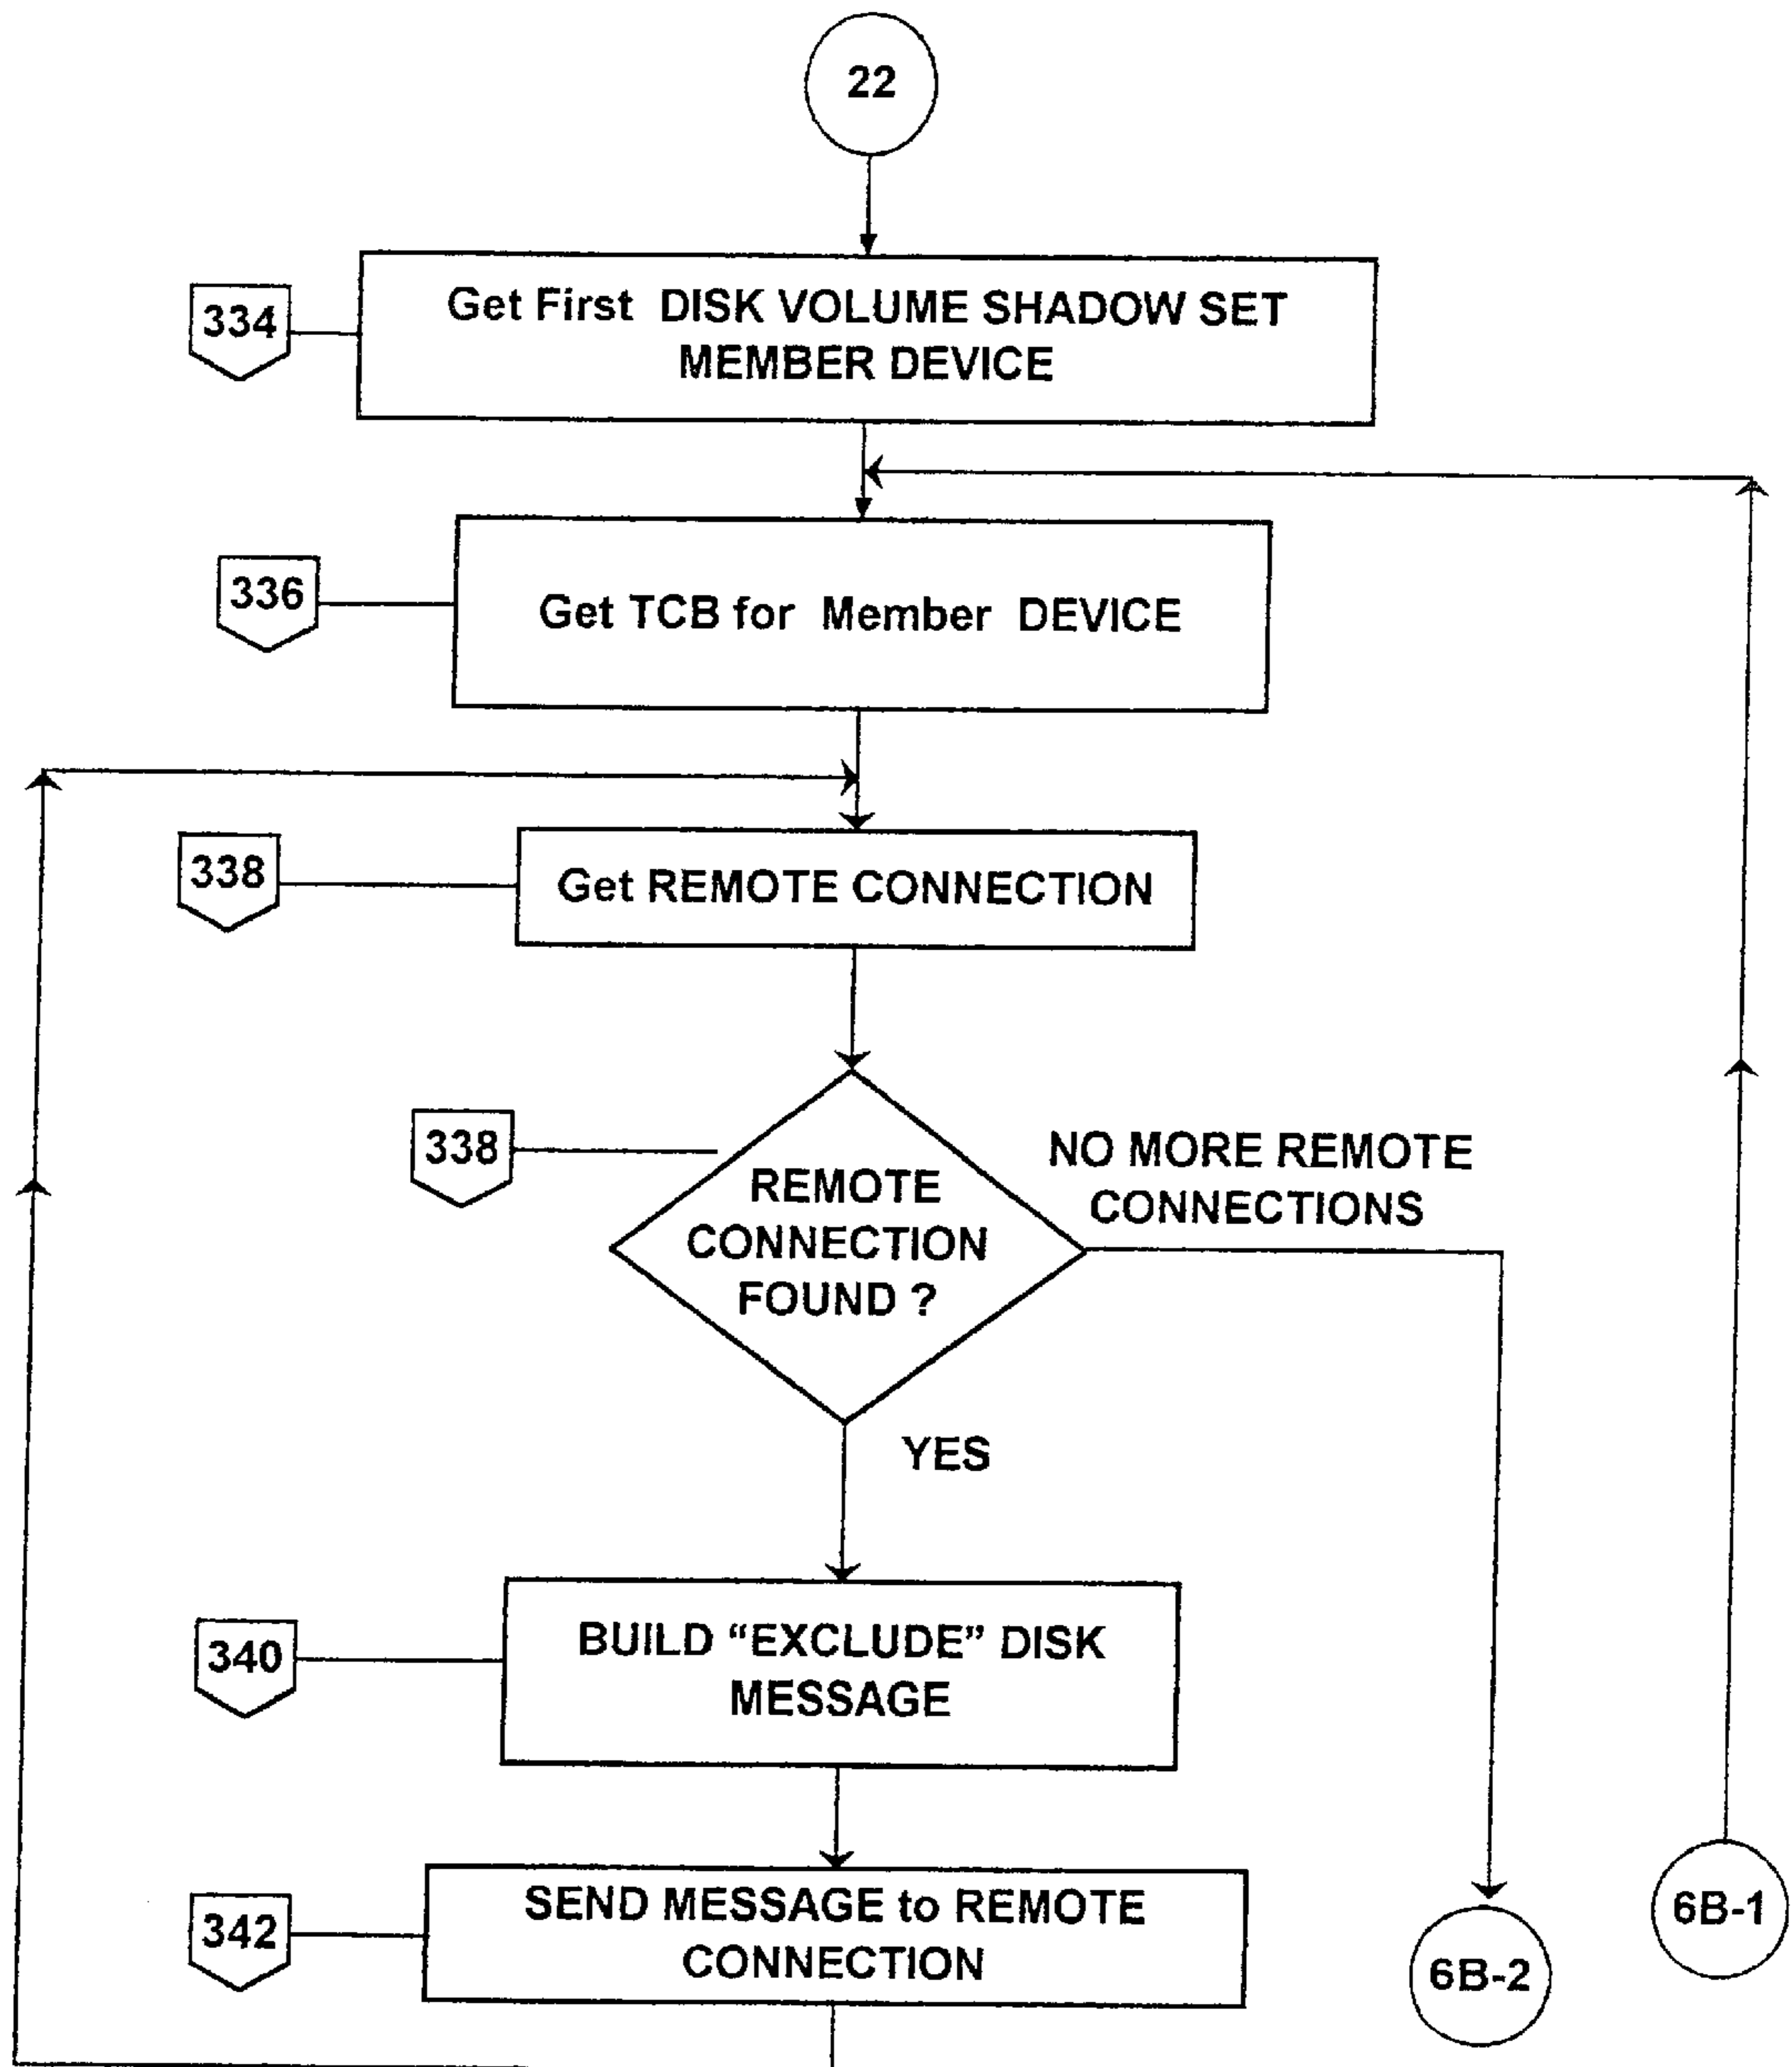 22
334
Get First DISK VOLUME SHADOW SET
MEMBER DEVICE
336
Get TCB for Member DEVICE
338
Get REMOTE CONNECTION
338
REMOTE
CONNECTION
FOUND ?
NO MORE REMOTE
CONNECTIONS
YES
340
BUILD “EXCLUDE” DISK
MESSAGE
342
SEND MESSAGE to REMOTE
CONNECTION
6B-2
6B-1